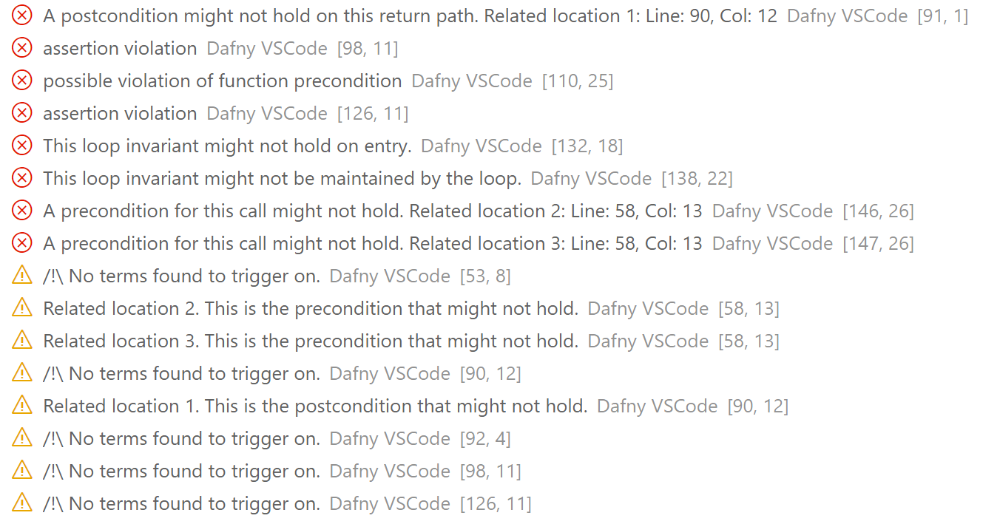 A postcondition might not hold on this return path. Related location 1: Line: 90, Col: 12 Dafny VSCode [91, 1]
assertion violation Dafny VSCode [98, 11]
possible violation of function precondition Dafny VSCode [110, 25]
assertion violation Dafny VSCode [126, 11]
This loop invariant might not hold on entry. Dafny VSCode [132, 18]
This loop invariant might not be maintained by the loop. Dafny VSCode [138, 22]
A precondition for this call might not hold. Related location 2: Line: 58, Col: 13 Dafny VSCode [146, 26]
A precondition for this call might not hold. Related location 3: Line: 58, Col: 13 Dafny VSCode [147, 26]
/!\ No terms found to trigger on. Dafny VSCode [53, 8]
Related location 2. This is the precondition that might not hold. Dafny VSCode [58, 13]
Related location 3. This is the precondition that might not hold. Dafny VSCode [58, 13]
/!\ No terms found to trigger on. Dafny VSCode [90, 12]
Related location 1. This is the postcondition that might not hold. Dafny VSCode [90, 12]
/!\ No terms found to trigger on. Dafny VSCode [92, 4]
/!\ No terms found to trigger on. Dafny VSCode [98, 11]
/!\ No terms found to trigger on. Dafny VSCode [126, 11]